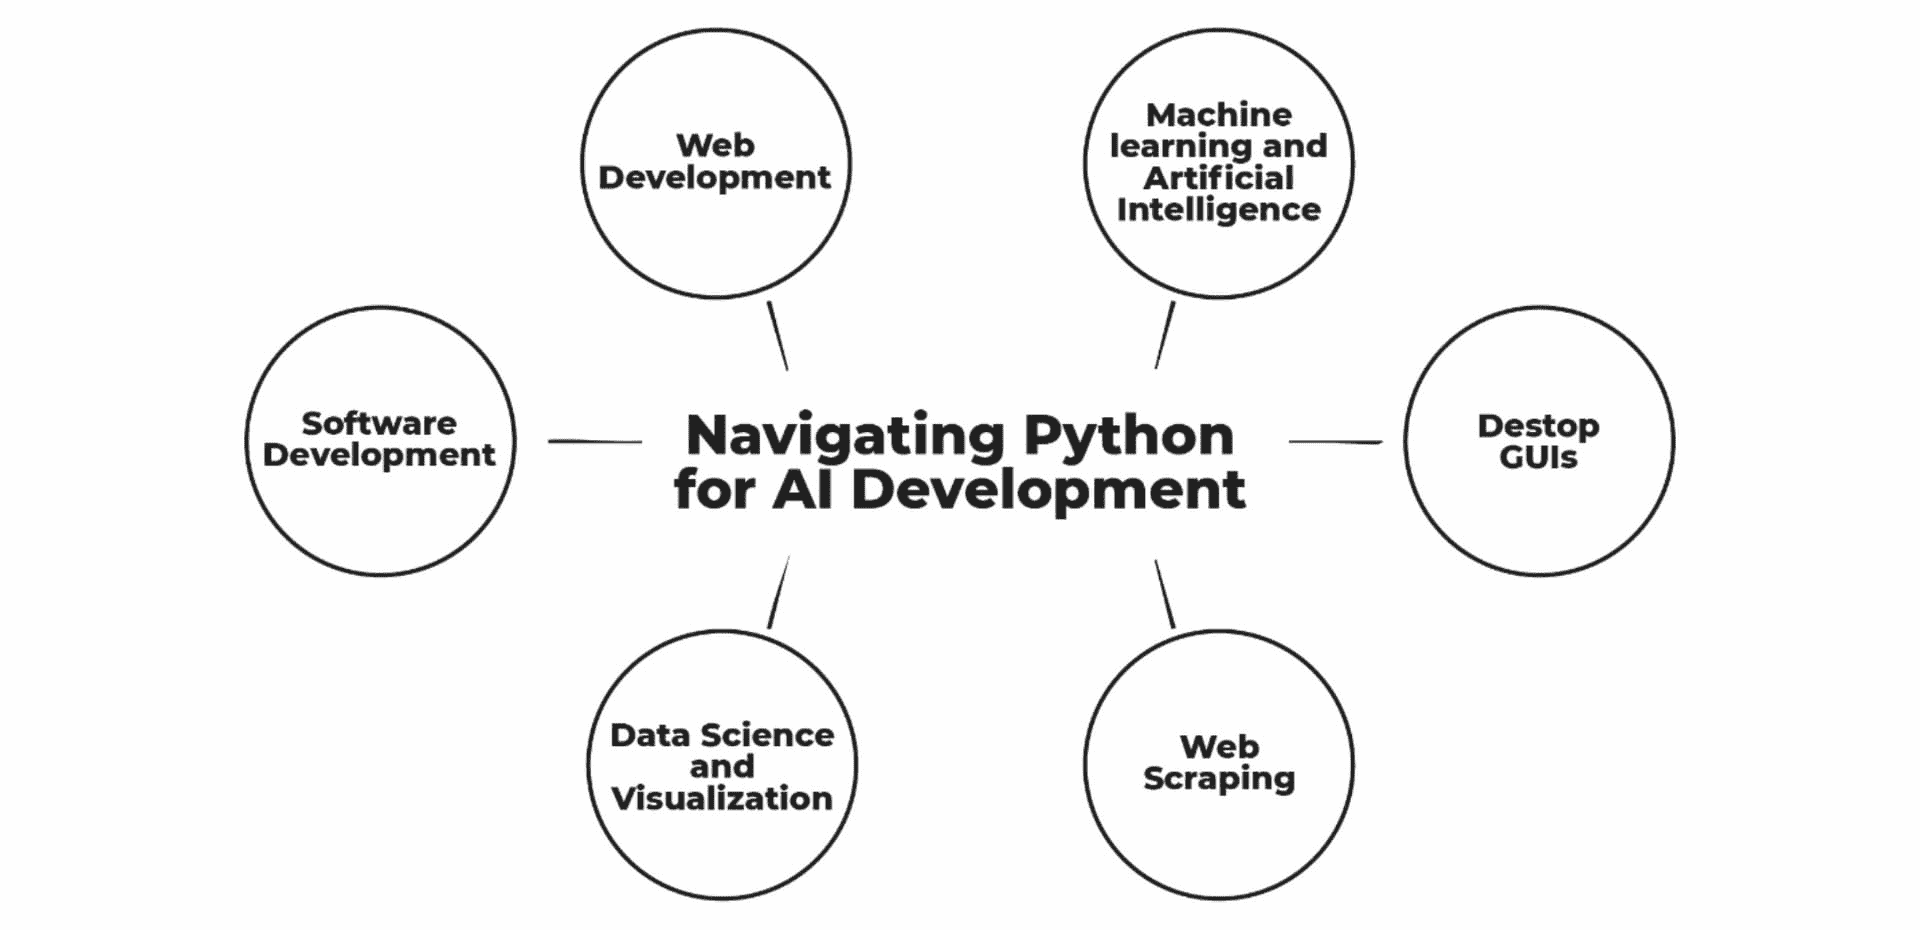 Web
Development
Machine
learning and
Artificial
Intelligence
Software
Development
Navigating Python
for AI Development
Destop
GUIs
Data Science
and
Visualization
Web
Scraping